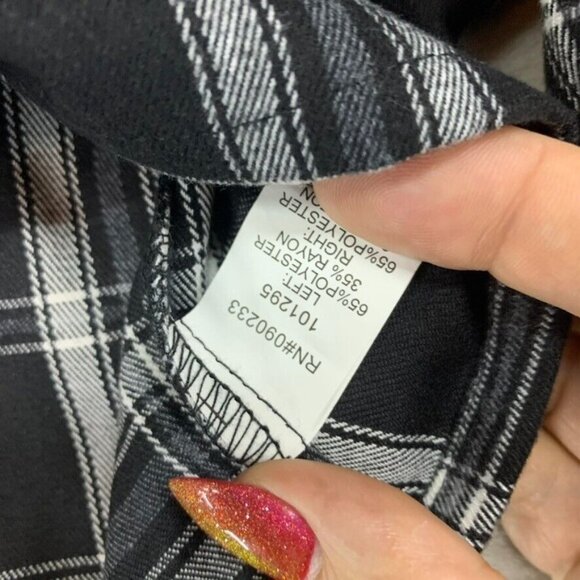 RN#090233
101295
LEFT:
65%POLYESTER
35% RAYON
RIGHT:
65%POLYESTER